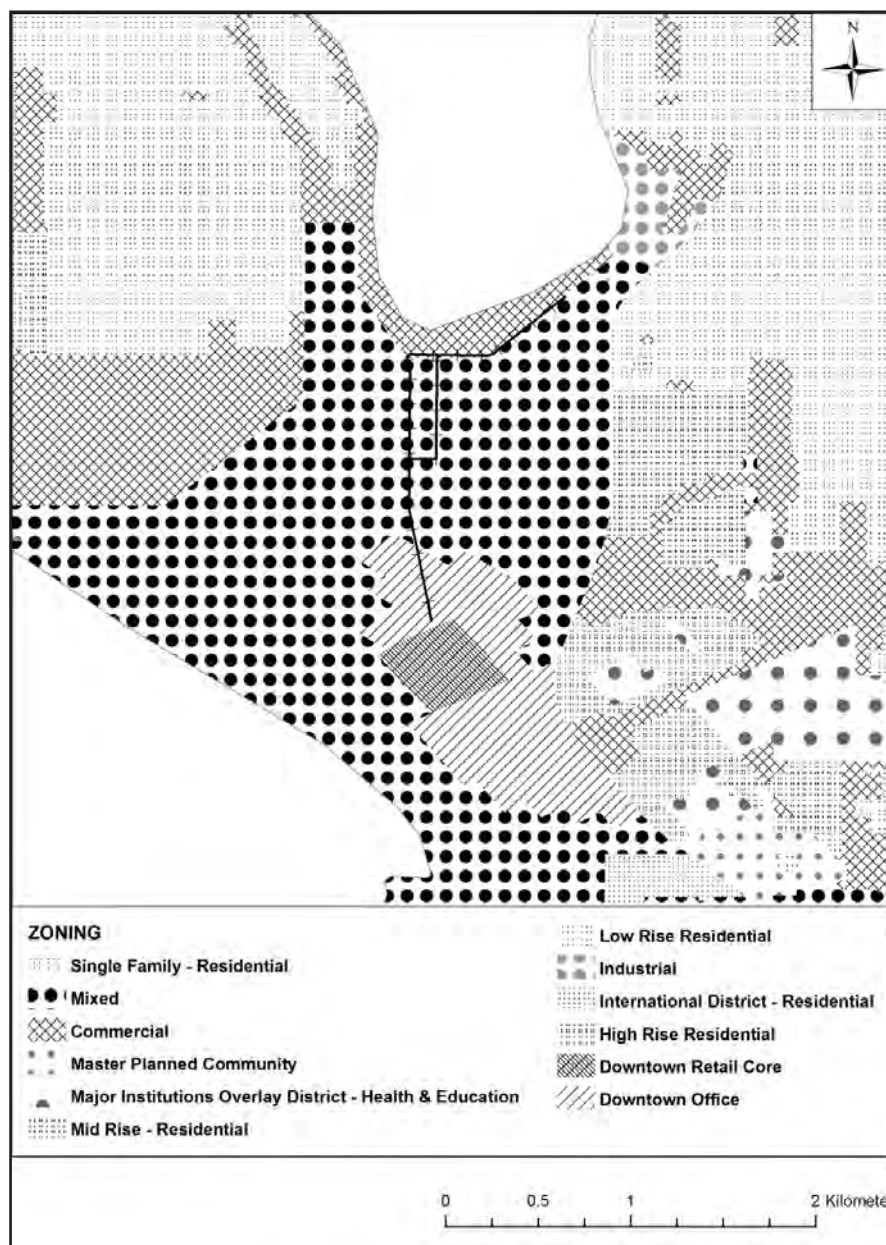 N
ZONING
Single Family - Residential
Mixed
Commercial
Master Planned Community
Major Institutions Overlay District - Health & Education
Mid Rise - Residential
Low Rise Residential
Industrial
International District - Residential
High Rise Residential
Downtown Retail Core
Downtown Office
0 0.5 1 2 Kilomete